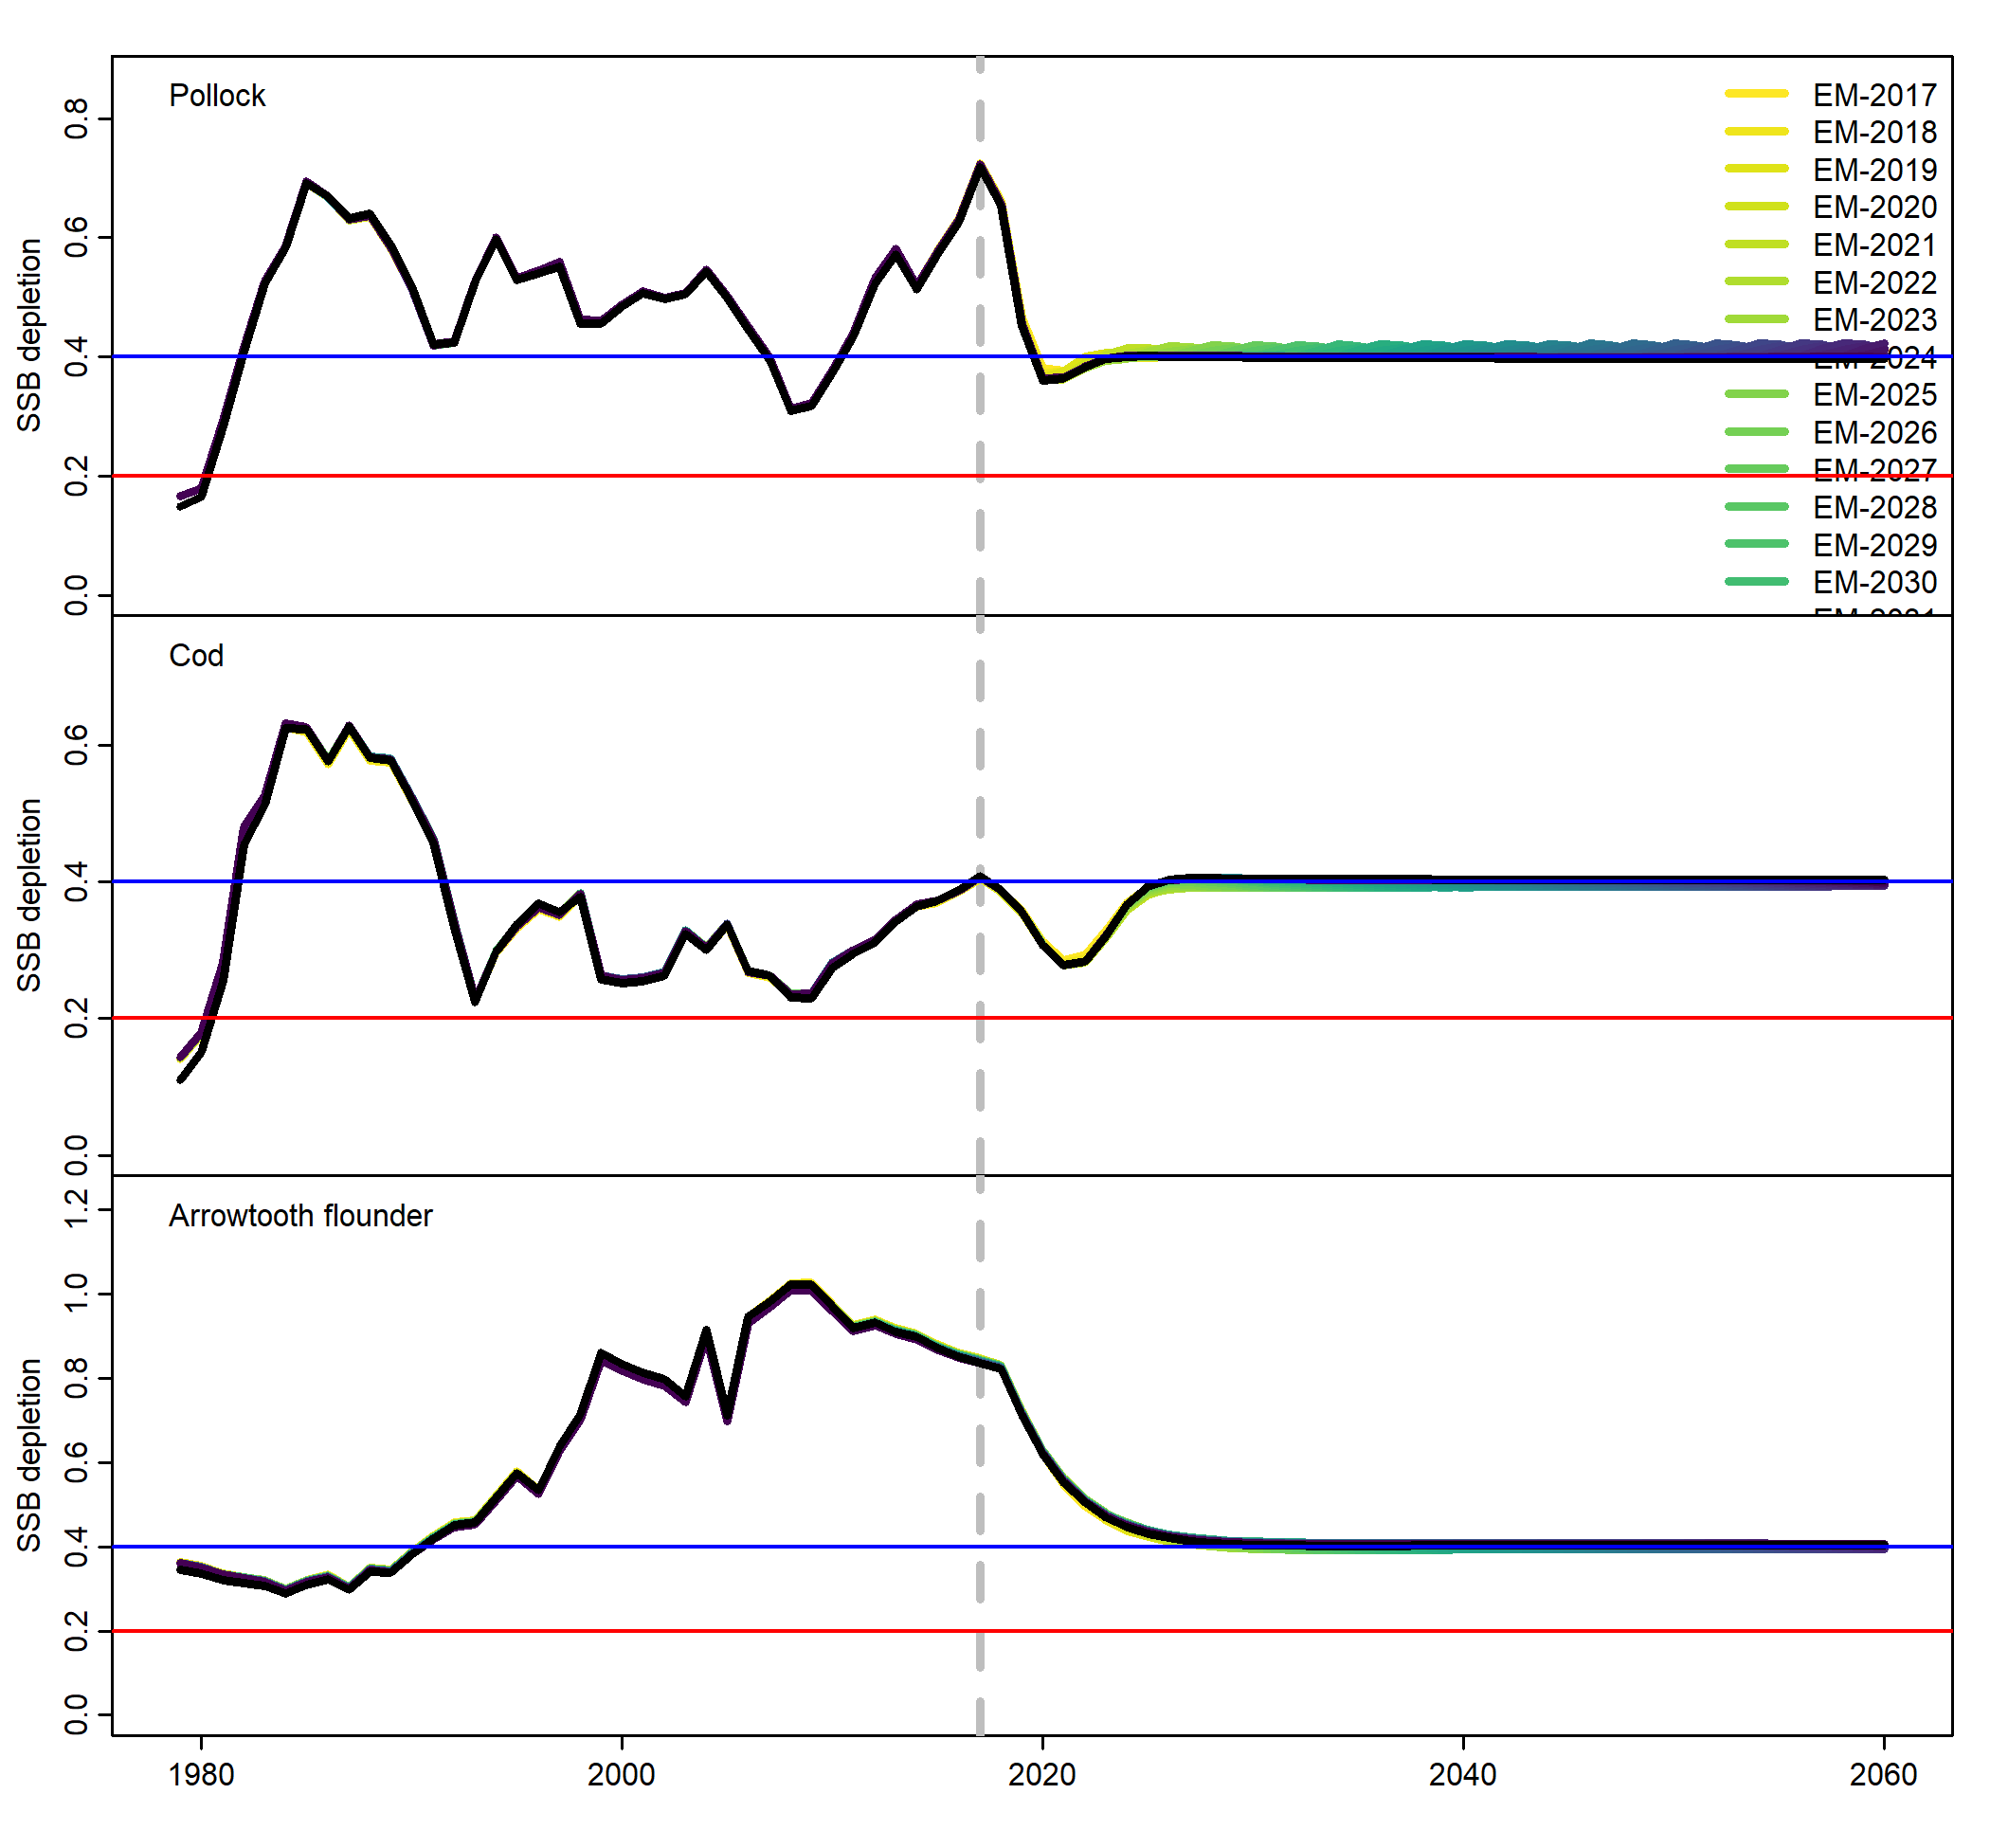 Pollock
SSB depletion
0.0 0.2 0.4 0.6 0.8
EM-2017
EM-2018
EM-2019
EM-2020
EM-2021
EM-2022
EM-2023
EM-2025
EM-2026
EM-2027
EM-2028
EM-2029
EM-2030
Cod
SSB depletion
0.0 0.2 0.4 0.6
Arrowtooth flounder
SSB depletion
0.0 0.2 0.4 0.6 0.8 1.0 1.2
1980 2000 2020 2040 2060